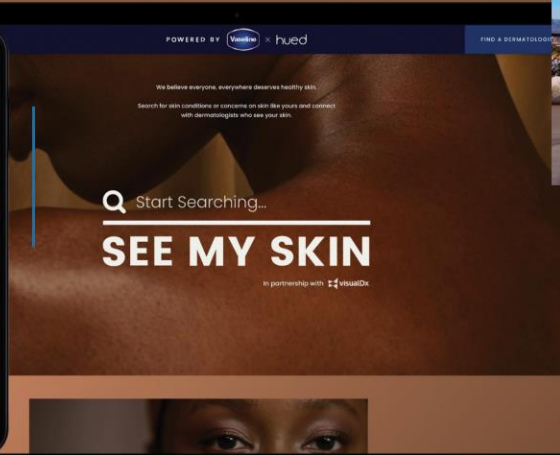 POWERED BY Vaseline × hued
FIND A DERMATOLOGIST
We believe everyone, everywhere deserves healthy skin.
Search for skin conditions or concerns on skin like yours and connect
with dermatologists who see your skin.
Start Searching...
SEE MY SKIN
In partnership with visualDx